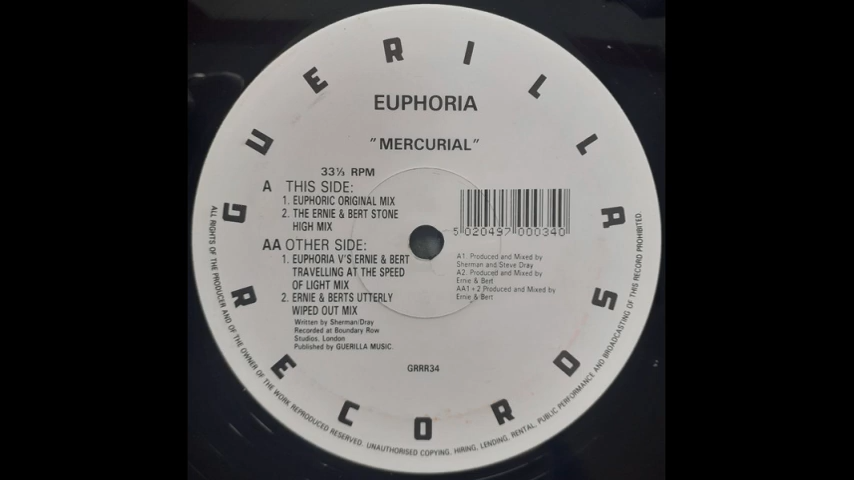 GUERILLA RECORDS
EUPHORIA
"MERCURIAL"
33⅓ RPM
A THIS SIDE:
1. EUPHORIC ORIGINAL MIX
2. THE ERNIE & BERT STONE
HIGH MIX
AA OTHER SIDE:
1. EUPHORIA V'S ERNIE & BERT
TRAVELLING AT THE SPEED
OF LIGHT MIX
2. ERNIE & BERTS UTTERLY
WIPED OUT MIX
Written by Sherman/Dray
Recorded at Boundary Row
Studios, London
Published by GUERILLA MUSIC.
5 020497 000340
A1. Produced and Mixed by
Sherman and Steve Dray
A2. Produced and Mixed by
Ernie & Bert
AA1 + 2 Produced and Mixed by
Ernie & Bert
GRRR34
ALL RIGHTS OF THE PRODUCER AND OF THE OWNER OF THE WORK REPRODUCED RESERVED. UNAUTHORISED COPYING, HIRING, LENDING, RENTAL, PUBLIC PERFORMANCE AND BROADCASTING OF THIS RECORD PROHIBITED.